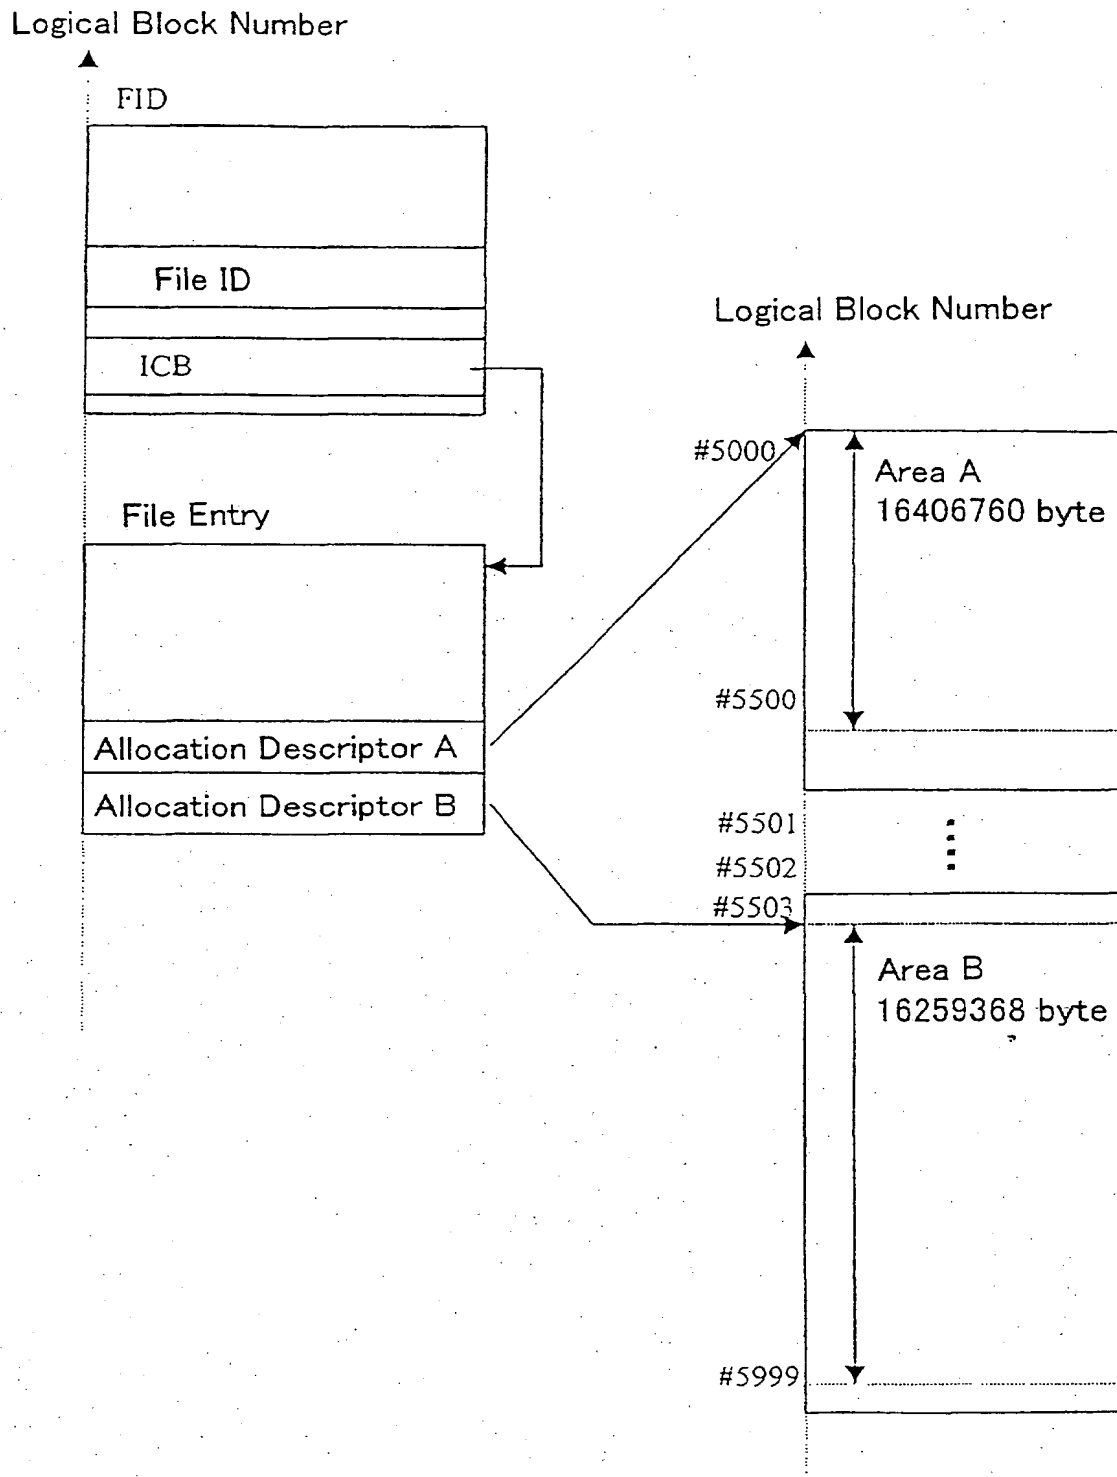 Logical Block Number
FID
File ID
ICB
File Entry
Allocation Descriptor A
Allocation Descriptor B
Logical Block Number
#5000
Area A
16406760 byte
#5500
#5501
#5502
#5503
Area B
16259368 byte
#5999